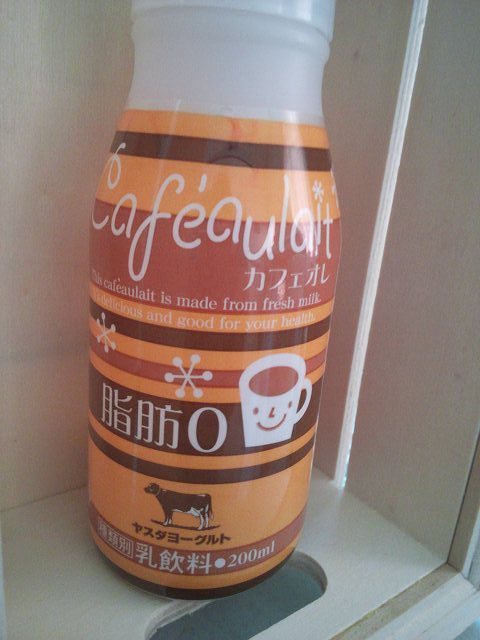 Caféaulait
カフェオレ
This caféaulait is made from fresh milk.
delicious and good for your health.
脂肪0
ヤスダヨーグルト
種類別 乳飲料●200ml